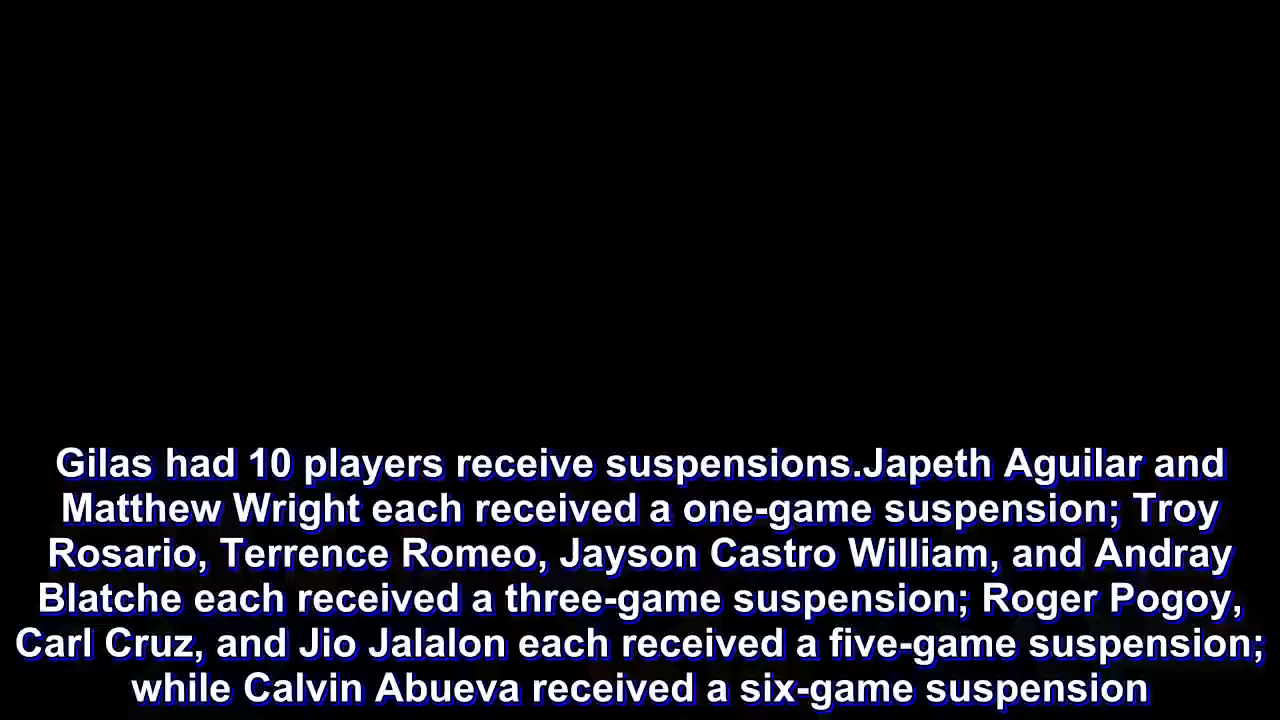 Gilas had 10 players receive suspensions.Japeth Aguilar and
Matthew Wright each received a one-game suspension; Troy
Rosario, Terrence Romeo, Jayson Castro William, and Andray
Blatche each received a three-game suspension; Roger Pogoy,
Carl Cruz, and Jio Jalalon each received a five-game suspension;
while Calvin Abueva received a six-game suspension